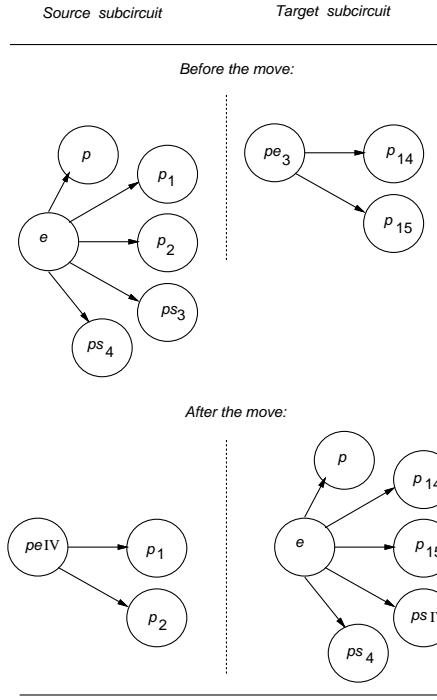 Source subcircuit
Target subcircuit
Before the move:
p
p1
e
p2
ps3
ps4
pe3
p14
p15
After the move:
peIV
p1
p2
p
p14
e
p15
psIV
ps4